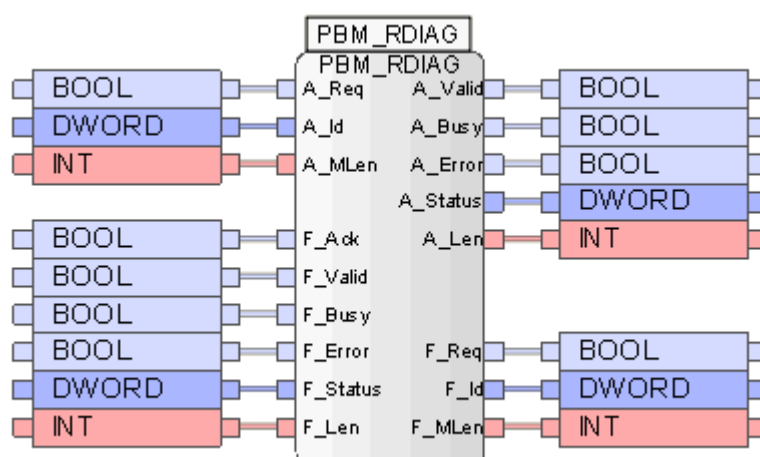 PBM_RDIAG
PBM_RDIAG
BOOL A_Req A_Valid BOOL
DWORD A_Id A_Busy BOOL
INT A_MLen A_Error BOOL
A_Status DWORD
BOOL F_Ack A_Len INT
BOOL F_Valid
BOOL F_Busy
BOOL F_Error F_Req BOOL
DWORD F_Status F_Id DWORD
INT F_Len F_MLen INT